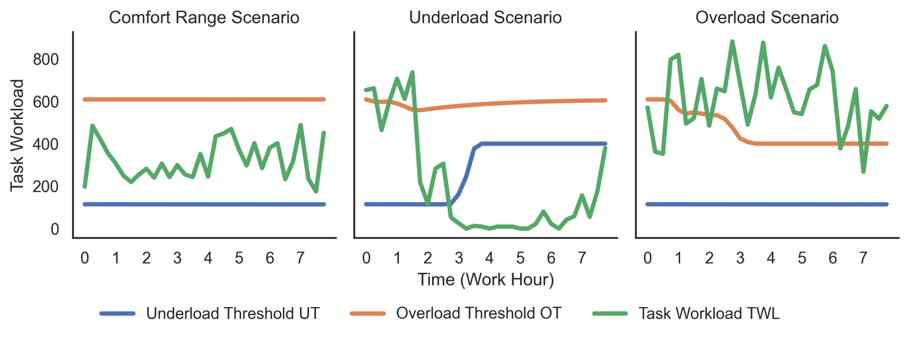 Comfort Range Scenario
Underload Scenario
Overload Scenario
Task Workload
800
600
400
200
0
0 1 2 3 4 5 6 7
0 1 2 3 4 5 6 7
0 1 2 3 4 5 6 7
Time (Work Hour)
Underload Threshold UT
Overload Threshold OT
Task Workload TWL